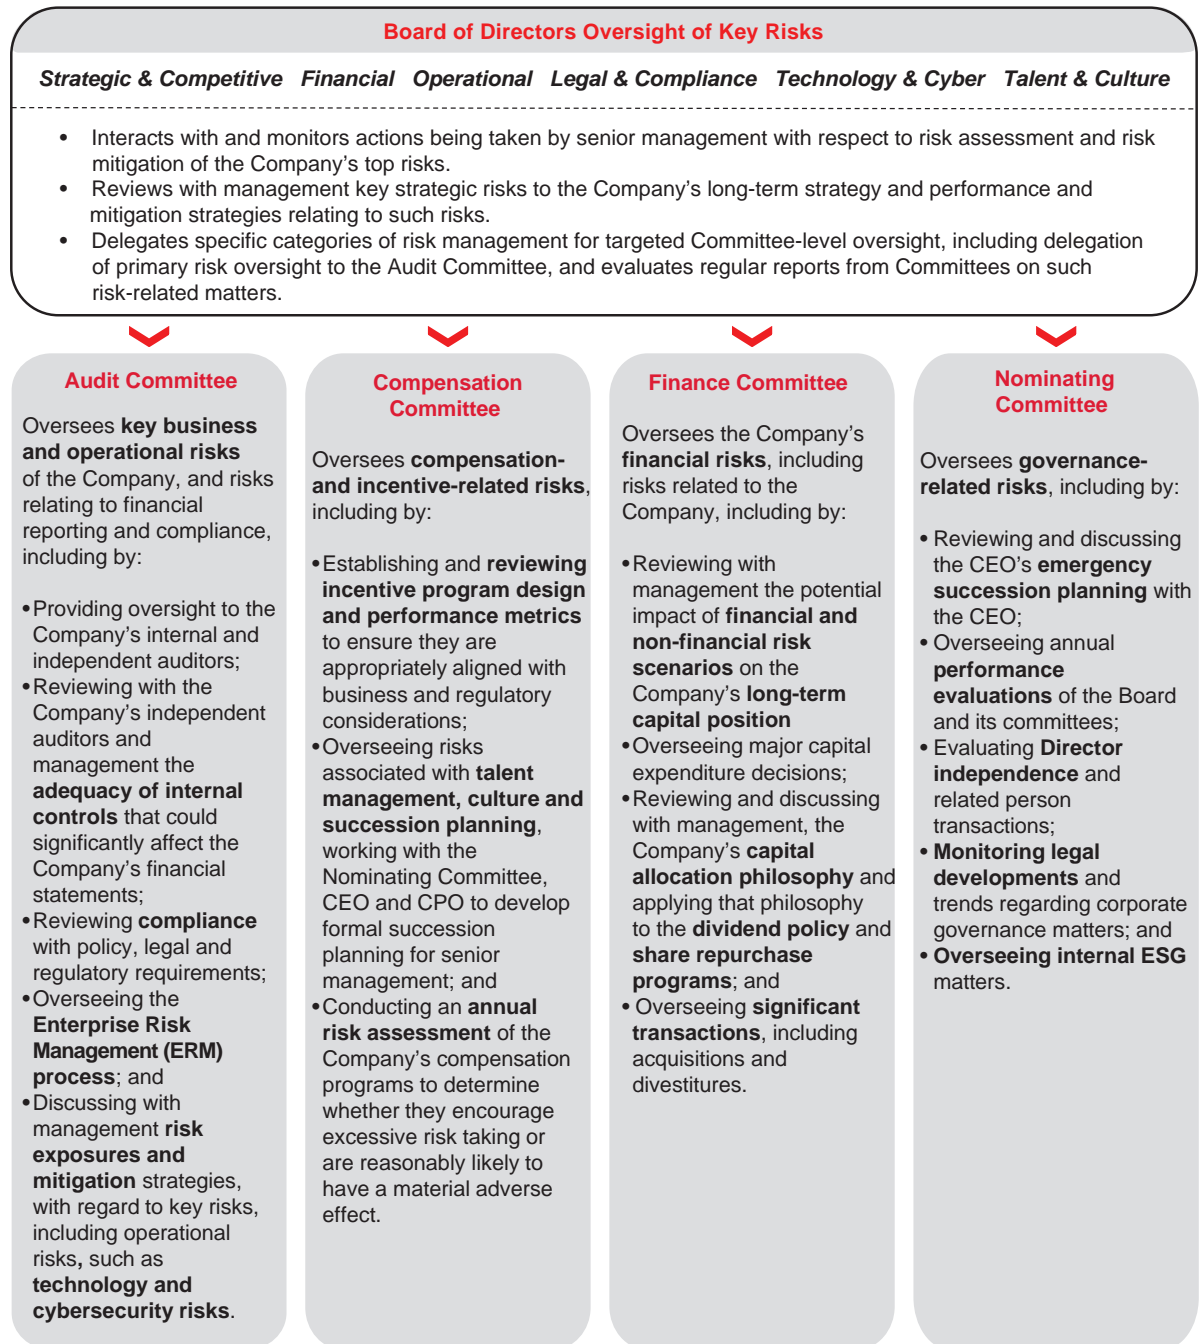 Board of Directors Oversight of Key Risks
Strategic & Competitive Financial Operational Legal & Compliance Technology & Cyber Talent & Culture
• Interacts with and monitors actions being taken by senior management with respect to risk assessment and risk
mitigation of the Company's top risks.
• Reviews with management key strategic risks to the Company's long-term strategy and performance and
mitigation strategies relating to such risks.
• Delegates specific categories of risk management for targeted Committee-level oversight, including delegation
of primary risk oversight to the Audit Committee, and evaluates regular reports from Committees on such
risk-related matters.
Audit Committee
Oversees key business
and operational risks
of the Company, and risks
relating to financial
reporting and compliance,
including by:
• Providing oversight to the
Company's internal and
independent auditors;
• Reviewing with the
Company's independent
auditors and
management the
adequacy of internal
controls that could
significantly affect the
Company's financial
statements;
• Reviewing compliance
with policy, legal and
regulatory requirements;
• Overseeing the
Enterprise Risk
Management (ERM)
process; and
• Discussing with
management risk
exposures and
mitigation strategies,
with regard to key risks,
including operational
risks, such as
technology and
cybersecurity risks.
Compensation
Committee
Oversees compensation-
and incentive-related risks,
including by:
• Establishing and reviewing
incentive program design
and performance metrics
to ensure they are
appropriately aligned with
business and regulatory
considerations;
• Overseeing risks
associated with talent
management, culture and
succession planning,
working with the
Nominating Committee,
CEO and CPO to develop
formal succession
planning for senior
management; and
• Conducting an annual
risk assessment of the
Company's compensation
programs to determine
whether they encourage
excessive risk taking or
are reasonably likely to
have a material adverse
effect.
Finance Committee
Oversees the Company's
financial risks, including
risks related to the
Company, including by:
• Reviewing with
management the potential
impact of financial and
non-financial risk
scenarios on the
Company's long-term
capital position
• Overseeing major capital
expenditure decisions;
• Reviewing and discussing
with management, the
Company's capital
allocation philosophy and
applying that philosophy
to the dividend policy and
share repurchase
programs; and
• Overseeing significant
transactions, including
acquisitions and
divestitures.
Nominating
Committee
Oversees governance-
related risks, including by:
• Reviewing and discussing
the CEO's emergency
succession planning with
the CEO;
• Overseeing annual
performance
evaluations of the Board
and its committees;
• Evaluating Director
independence and
related person
transactions;
• Monitoring legal
developments and
trends regarding corporate
governance matters; and
• Overseeing internal ESG
matters.